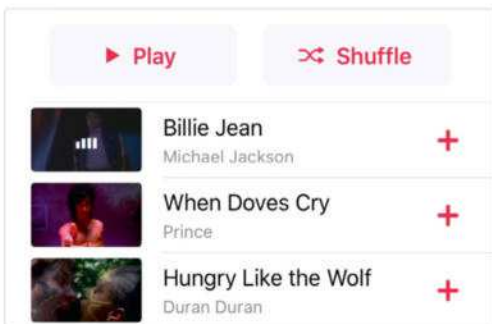 Play
Shuffle
Billie Jean
Michael Jackson
When Doves Cry
Prince
Hungry Like the Wolf
Duran Duran